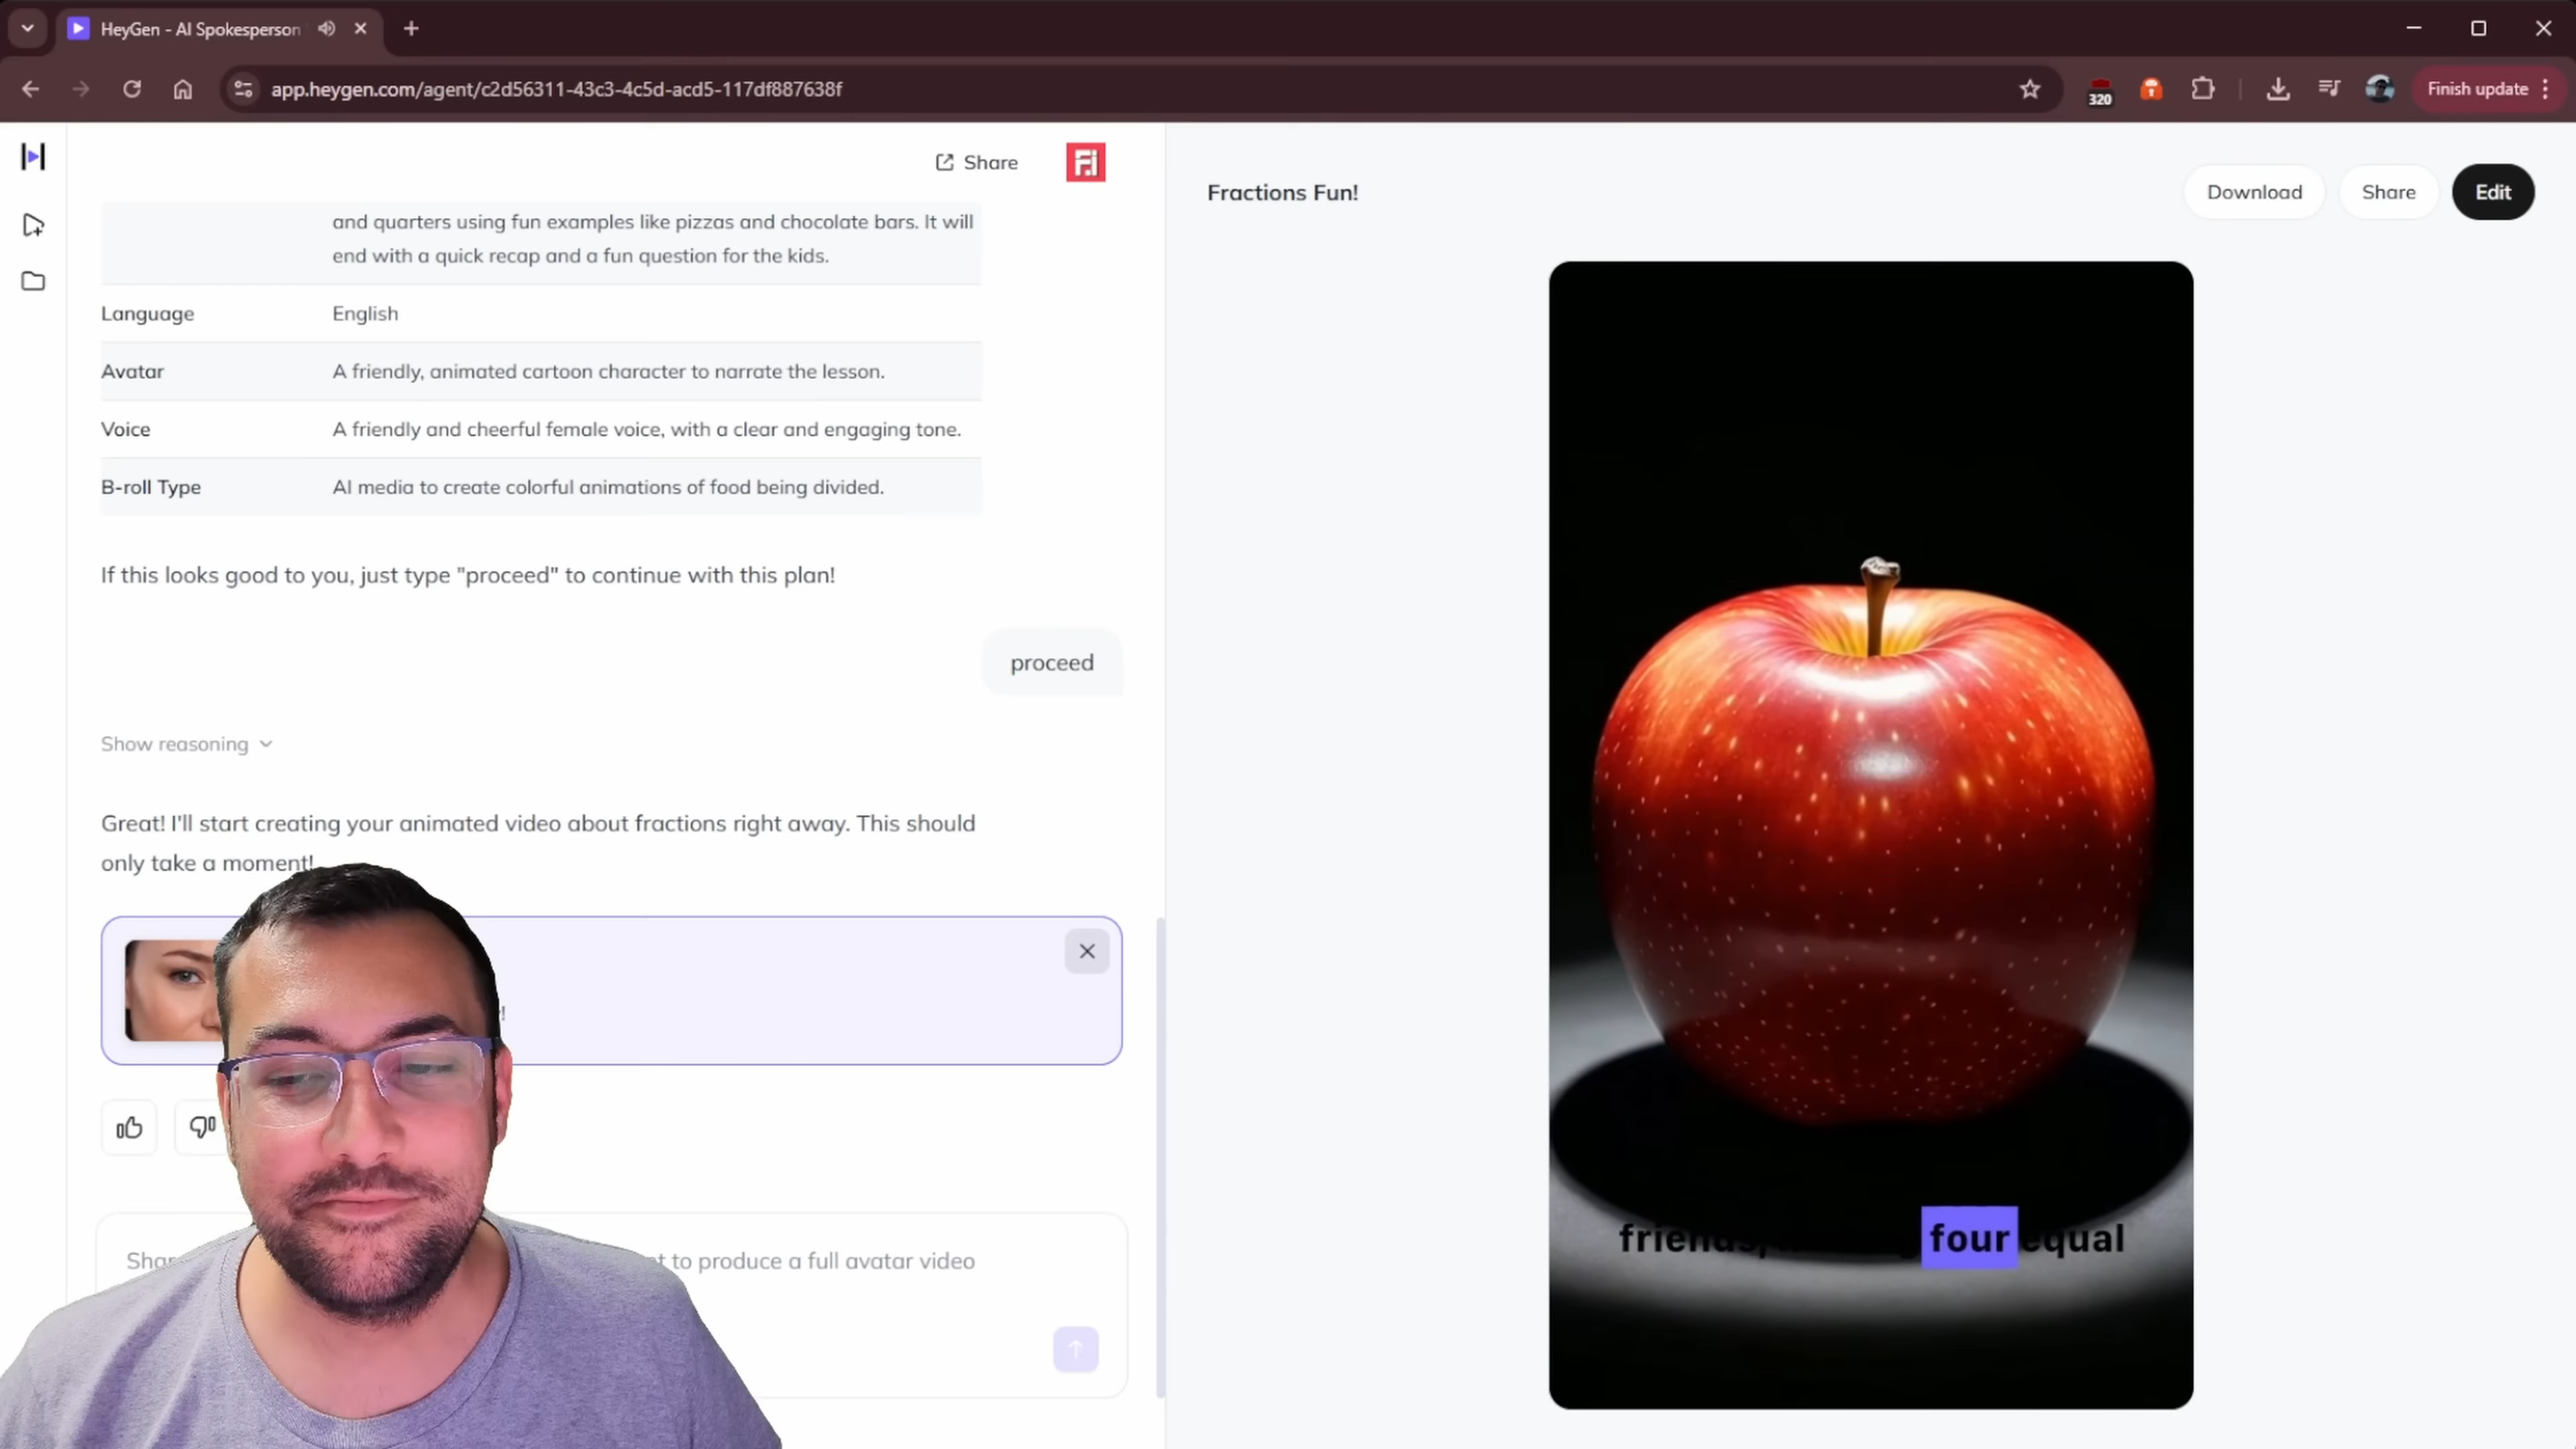 HeyGen - AI Spokesperson
app.heygen.com/agent/c2d56311-43c3-4c5d-acd5-117df887638f
320
Finish update
Share
Fractions Fun!
Download
Share
Edit
and quarters using fun examples like pizzas and chocolate bars. It will
end with a quick recap and a fun question for the kids.
Language English
Avatar A friendly, animated cartoon character to narrate the lesson.
Voice A friendly and cheerful female voice, with a clear and engaging tone.
B-roll Type AI media to create colorful animations of food being divided.
If this looks good to you, just type "proceed" to continue with this plan!
proceed
Show reasoning
Great! I'll start creating your animated video about fractions right away. This should
only take a moment!
to produce a full avatar video
friends, four equal